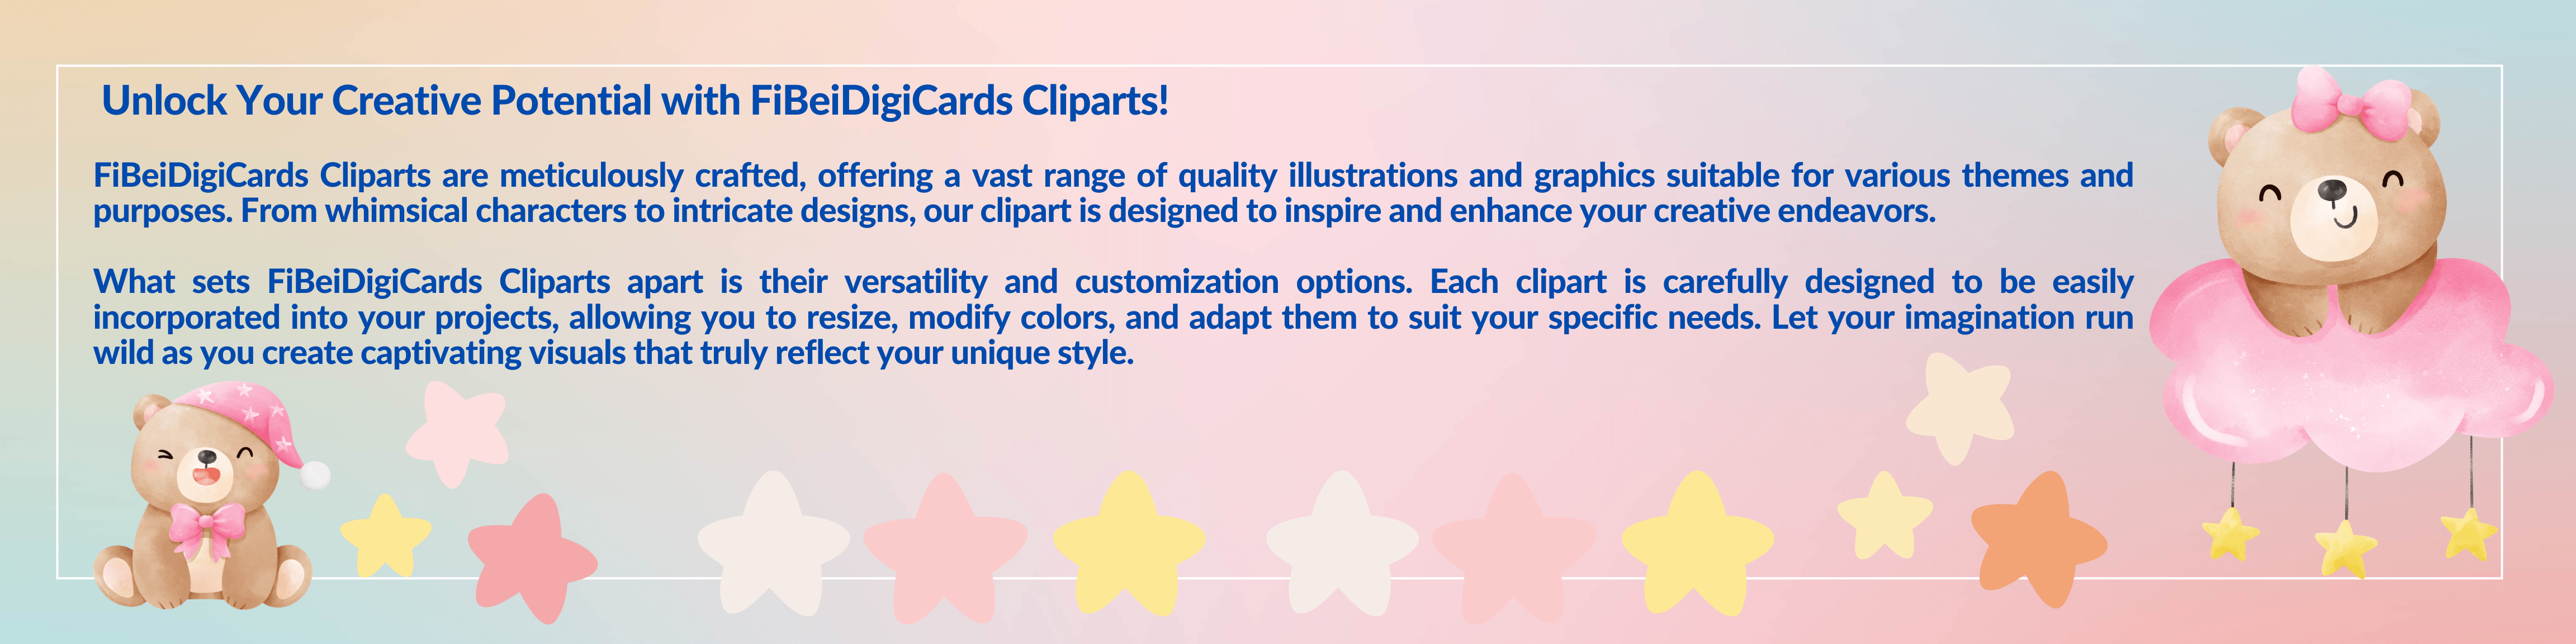 Unlock Your Creative Potential with FiBeiDigiCards Cliparts!
FiBeiDigiCards Cliparts are meticulously crafted, offering a vast range of quality illustrations and graphics suitable for various themes and
purposes. From whimsical characters to intricate designs, our clipart is designed to inspire and enhance your creative endeavors.
What sets FiBeiDigiCards Cliparts apart is their versatility and customization options. Each clipart is carefully designed to be easily
incorporated into your projects, allowing you to resize, modify colors, and adapt them to suit your specific needs. Let your imagination run
wild as you create captivating visuals that truly reflect your unique style.